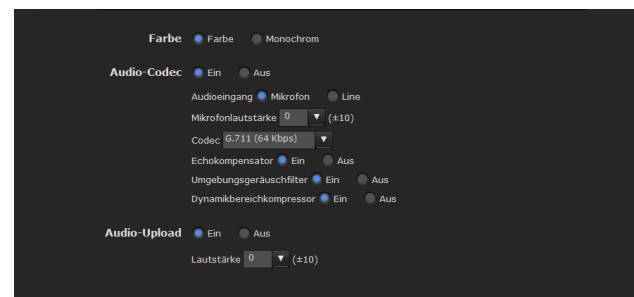 Farbe Farbe Monochrom
Audio-Codec Ein Aus
Audioeingang Mikrofon Line
Mikrofonlautstärke 0 (±10)
Codec G.711 (64 Kbps)
Echokompensator Ein Aus
Umgebungsgeräuschfilter Ein Aus
Dynamikbereichkompressor Ein Aus
Audio-Upload Ein Aus
Lautstärke 0 (±10)